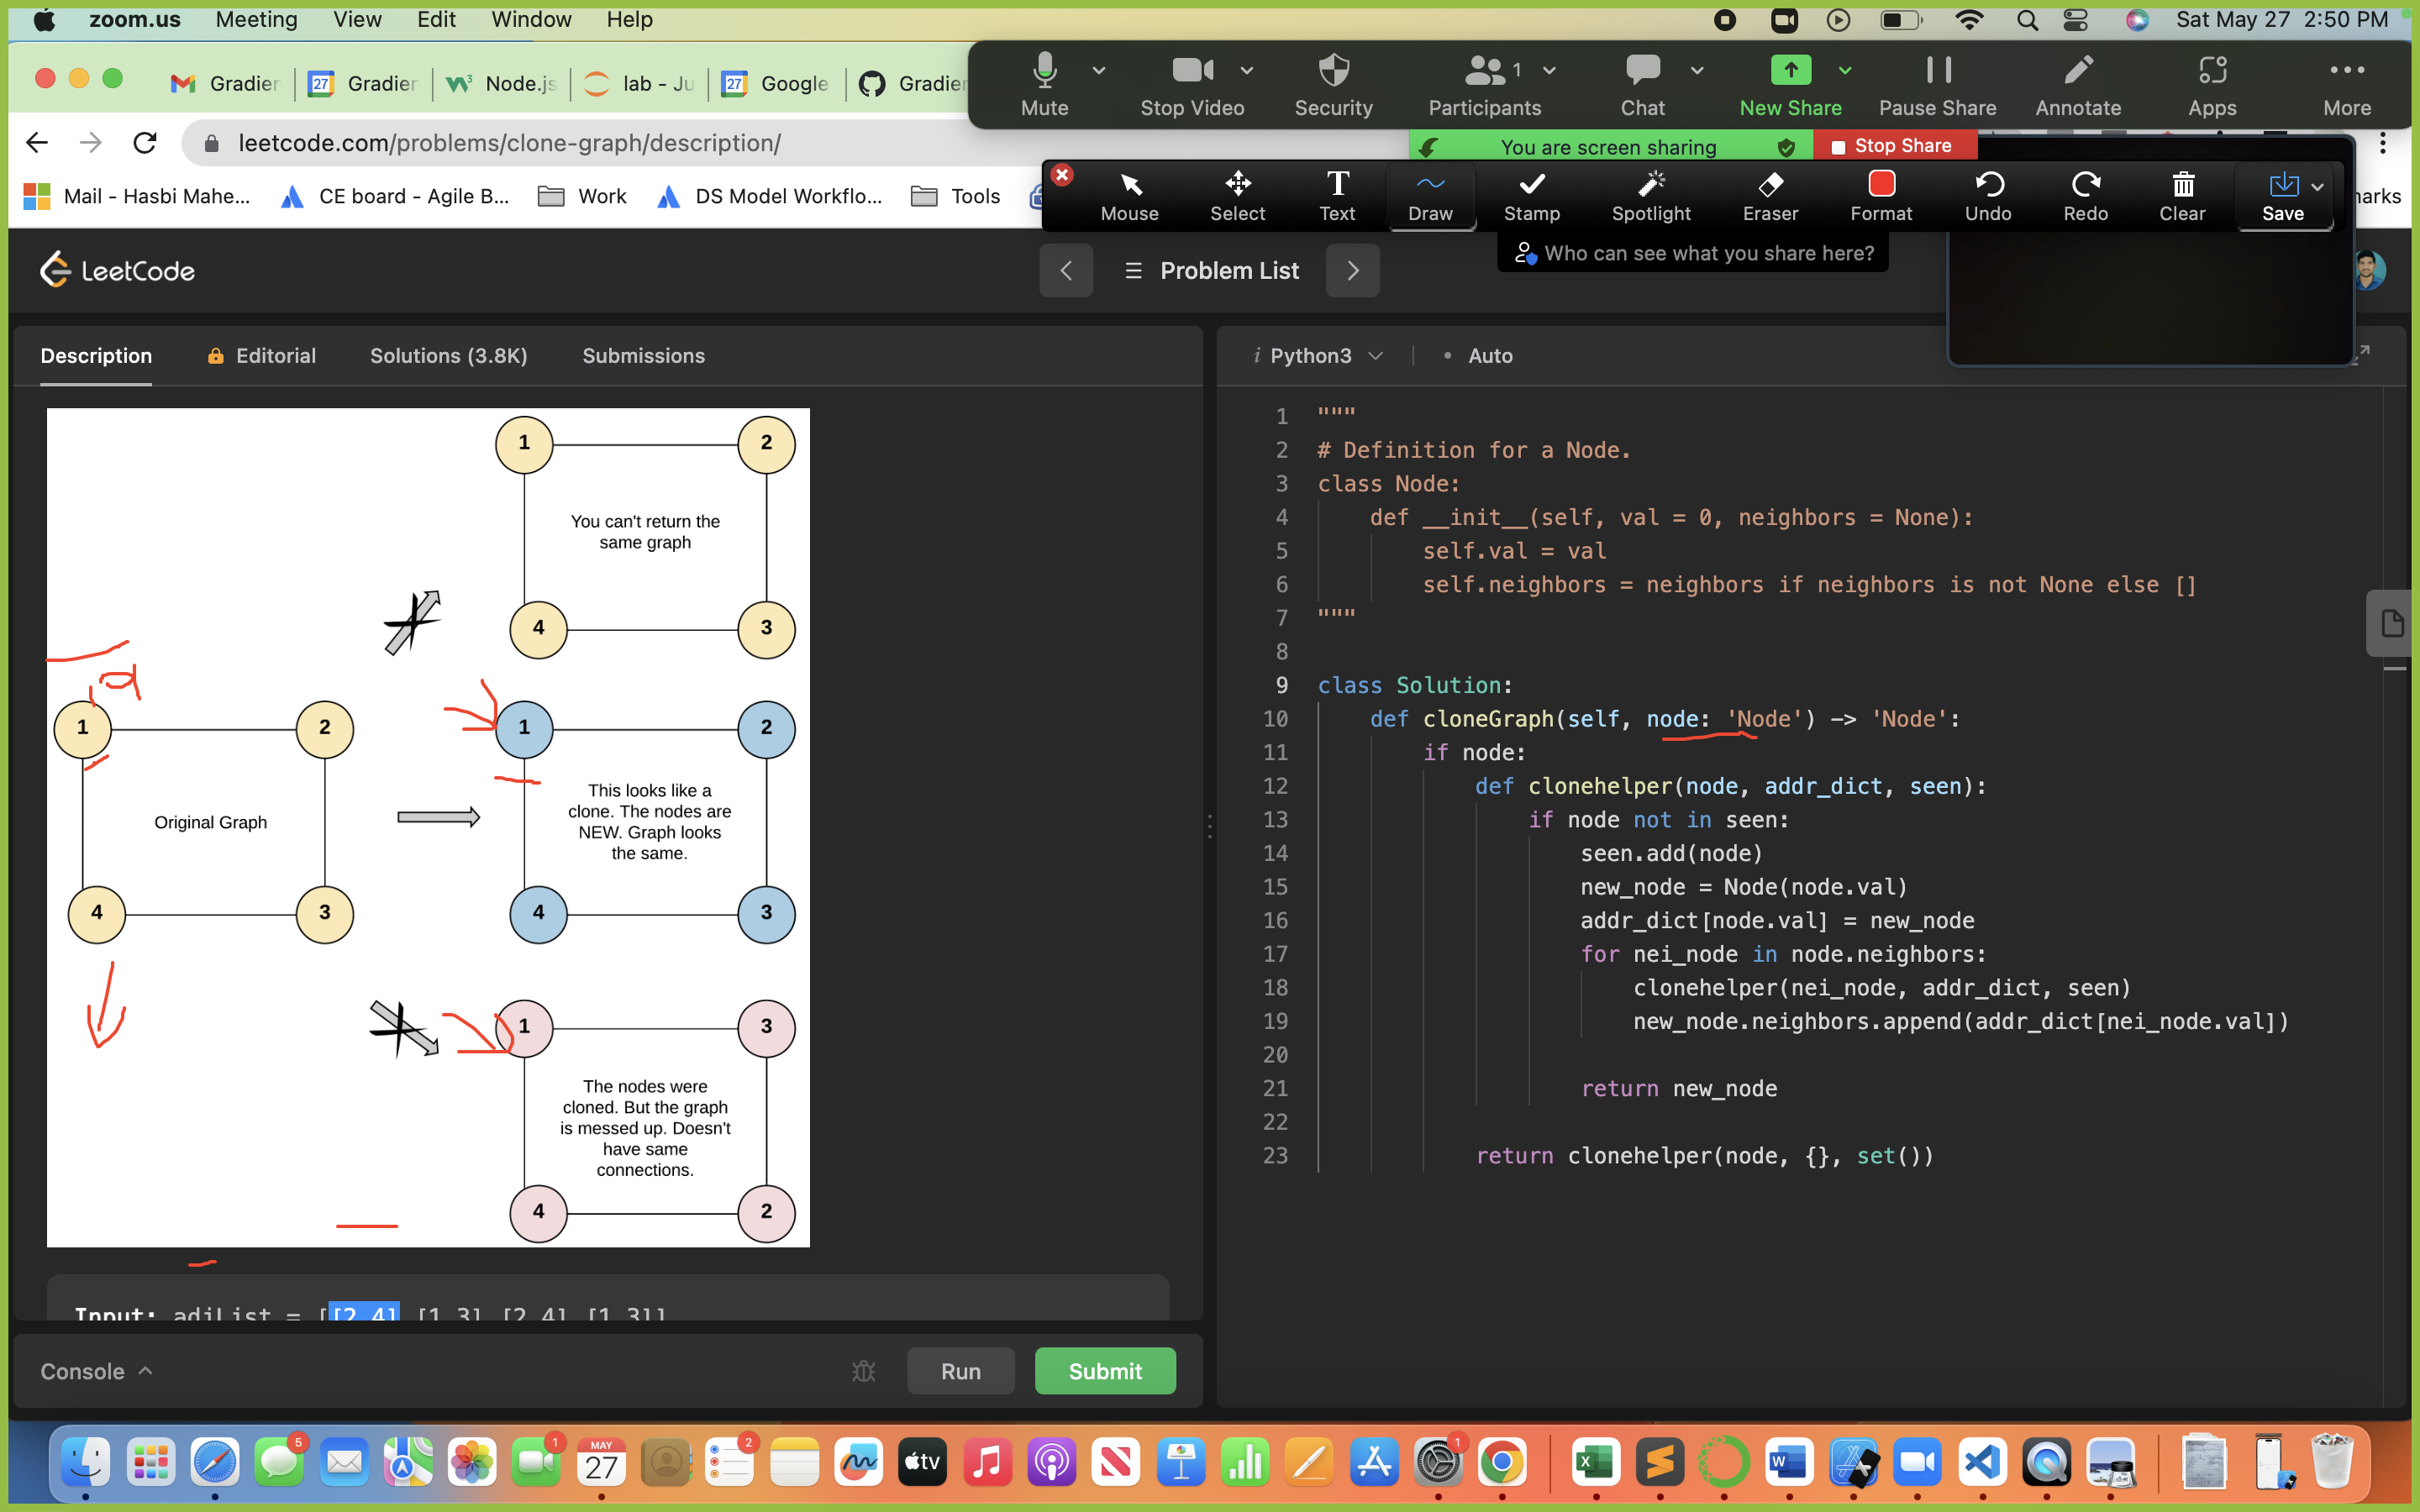 zoom.us Meeting View Edit Window Help Sat May 27 2:50 PM
Gradier 27 Gradier Node.js lab - Ju 27 Google Gradier
Mute Stop Video Security 1 Participants Chat New Share Pause Share Annotate Apps More
leetcode.com/problems/clone-graph/description/
You are screen sharing Stop Share
Mail - Hasbi Mahe... CE board - Agile B... Work DS Model Workflo... Tools
Mouse Select Text Draw Stamp Spotlight Eraser Format Undo Redo Clear Save
Who can see what you share here?
LeetCode Problem List
Description Editorial Solutions (3.8K) Submissions
1 2
You can't return the
same graph
4 3
1 2
Original Graph
4 3
1 2
This looks like a
clone. The nodes are
NEW. Graph looks
the same.
4 3
1 3
The nodes were
cloned. But the graph
is messed up. Doesn't
have same
connections.
4 2
Input: adjList = [[2,4],[1,3],[2,4],[1,3]]
Console Run Submit
i Python3 • Auto
1 """
2 # Definition for a Node.
3 class Node:
4 def __init__(self, val = 0, neighbors = None):
5 self.val = val
6 self.neighbors = neighbors if neighbors is not None else []
7 """
8
9 class Solution:
10 def cloneGraph(self, node: 'Node') -> 'Node':
11 if node:
12 def clonehelper(node, addr_dict, seen):
13 if node not in seen:
14 seen.add(node)
15 new_node = Node(node.val)
16 addr_dict[node.val] = new_node
17 for nei_node in node.neighbors:
18 clonehelper(nei_node, addr_dict, seen)
19 new_node.neighbors.append(addr_dict[nei_node.val])
20
21 return new_node
22
23 return clonehelper(node, {}, set())
5 1 MAY 27 2 tv 1